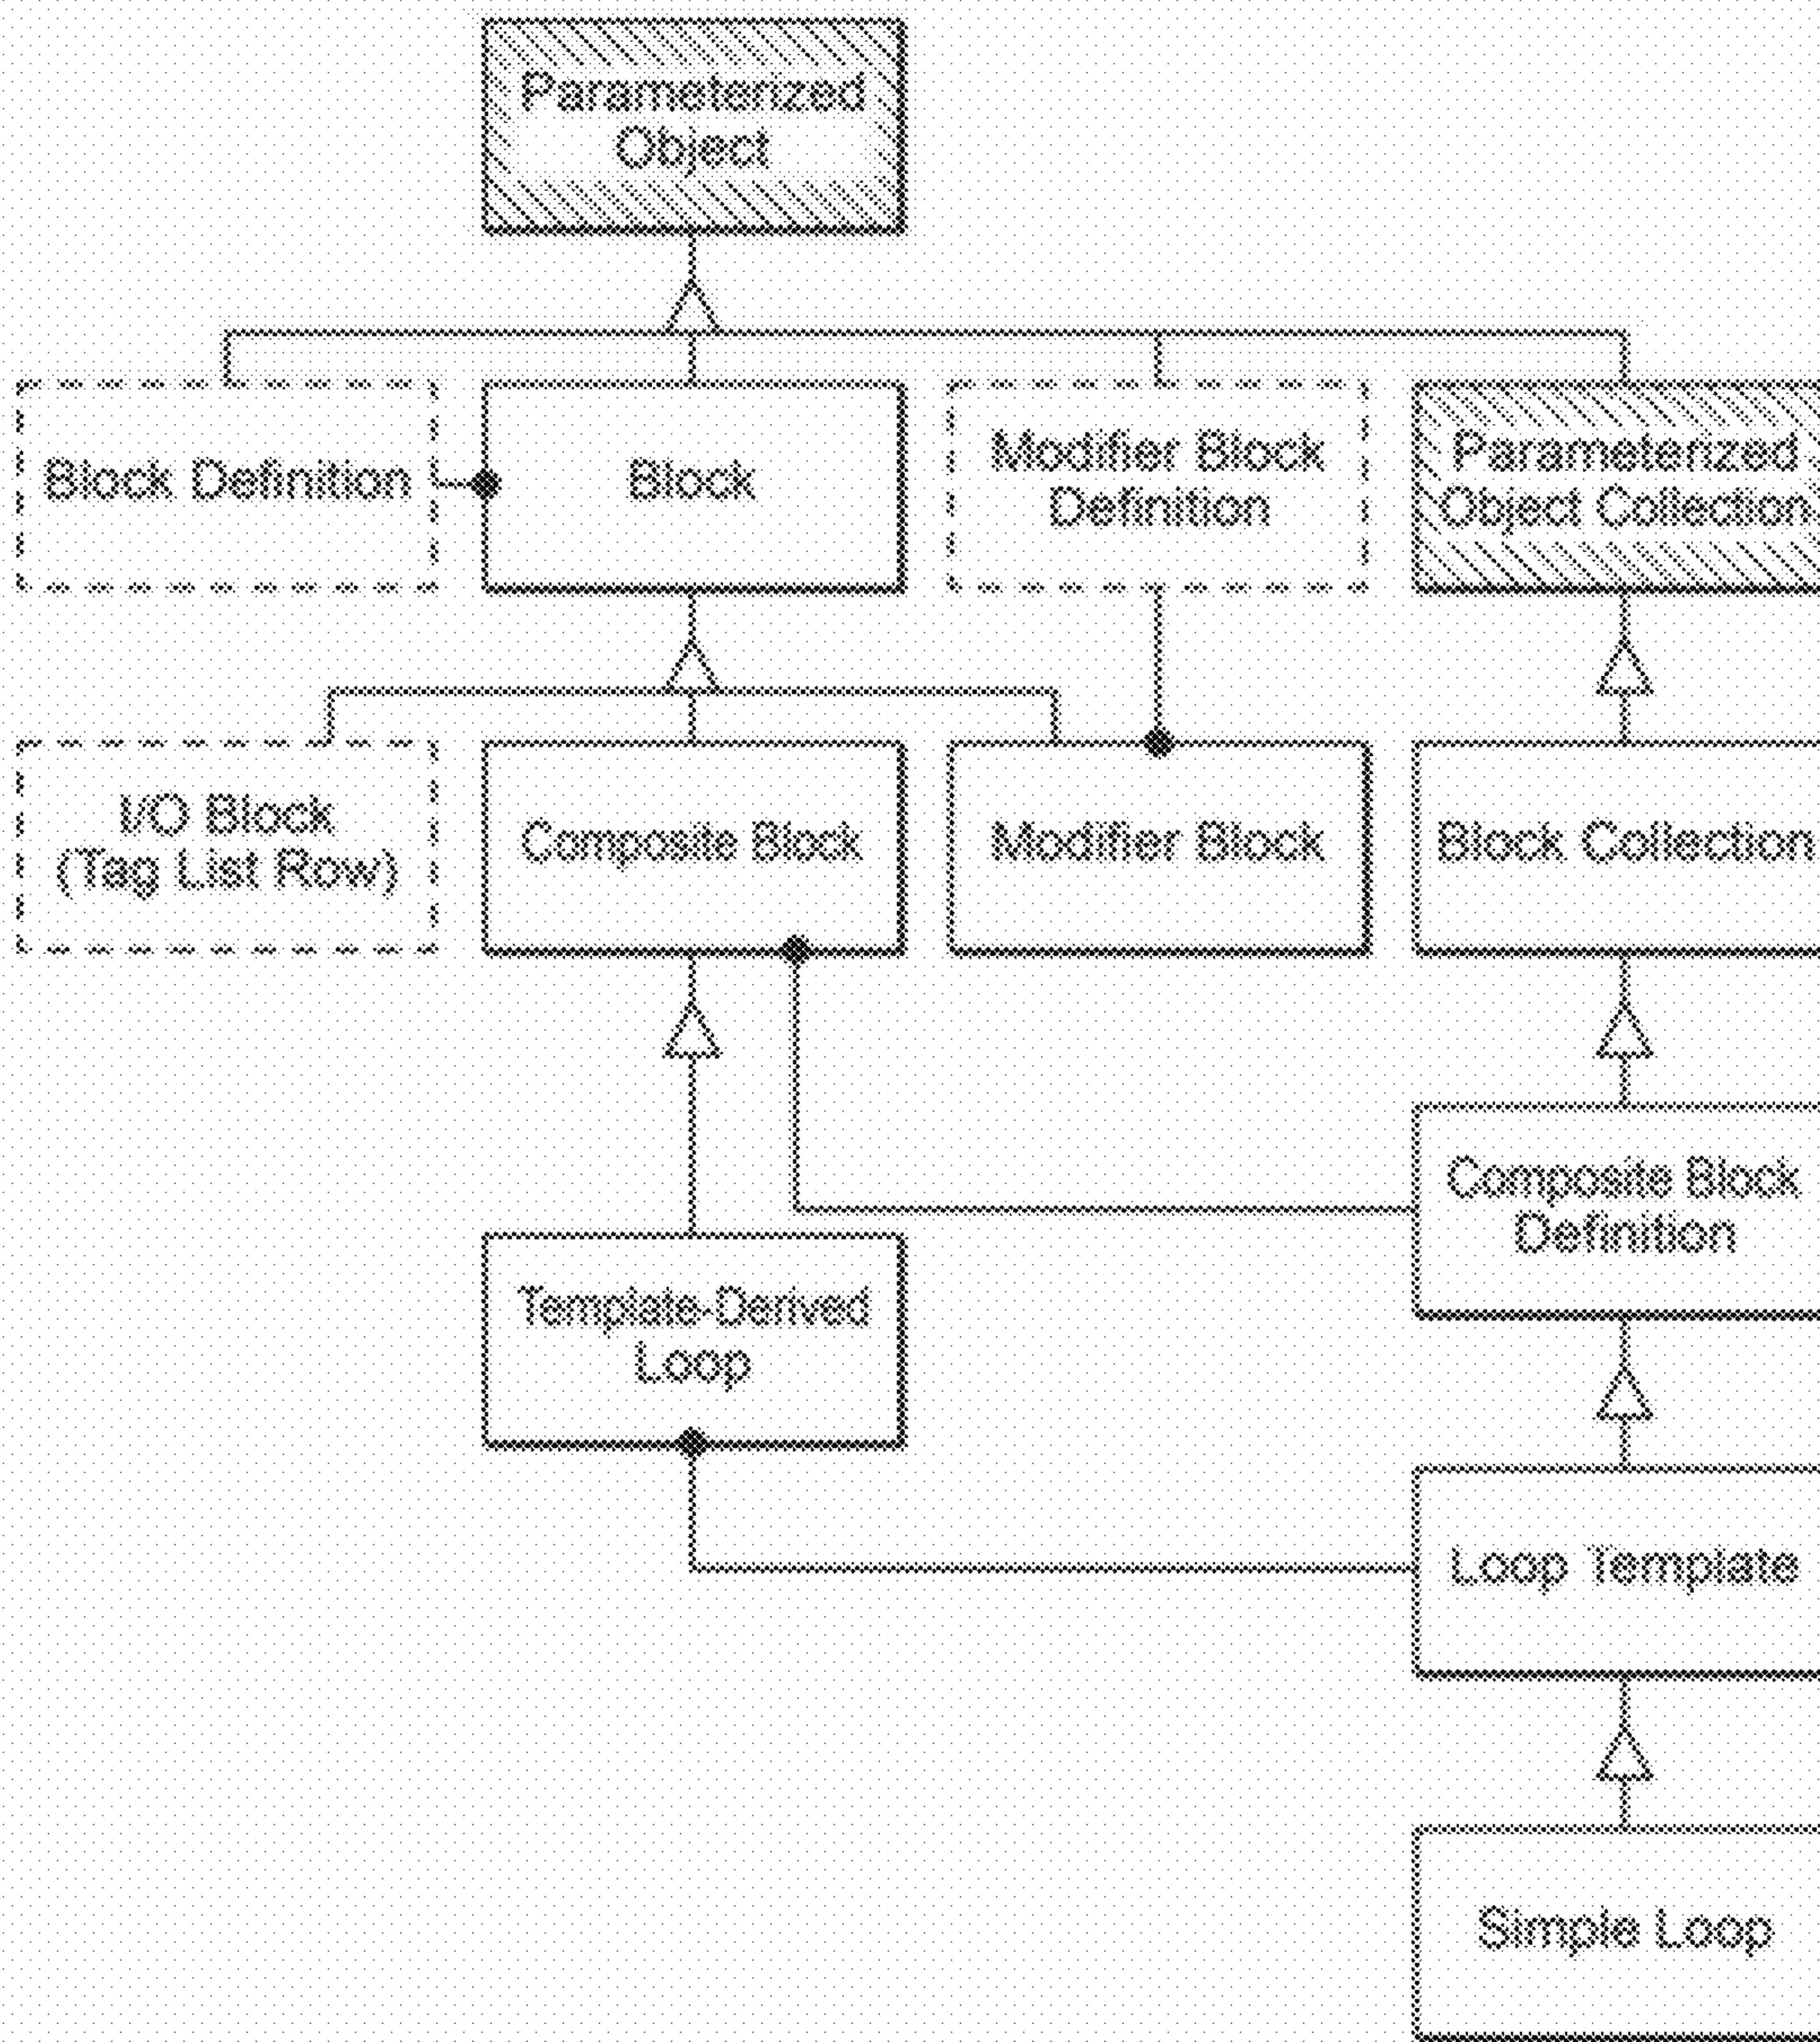 Parameterized
Object
Block Definition
Block
Modifier Block
Definition
Parameterized
Object Collection
I/O Block
(Tag List Row)
Composite Block
Modifier Block
Block Collection
Composite Block
Definition
Template-Derived
Loop
Loop Template
Simple Loop